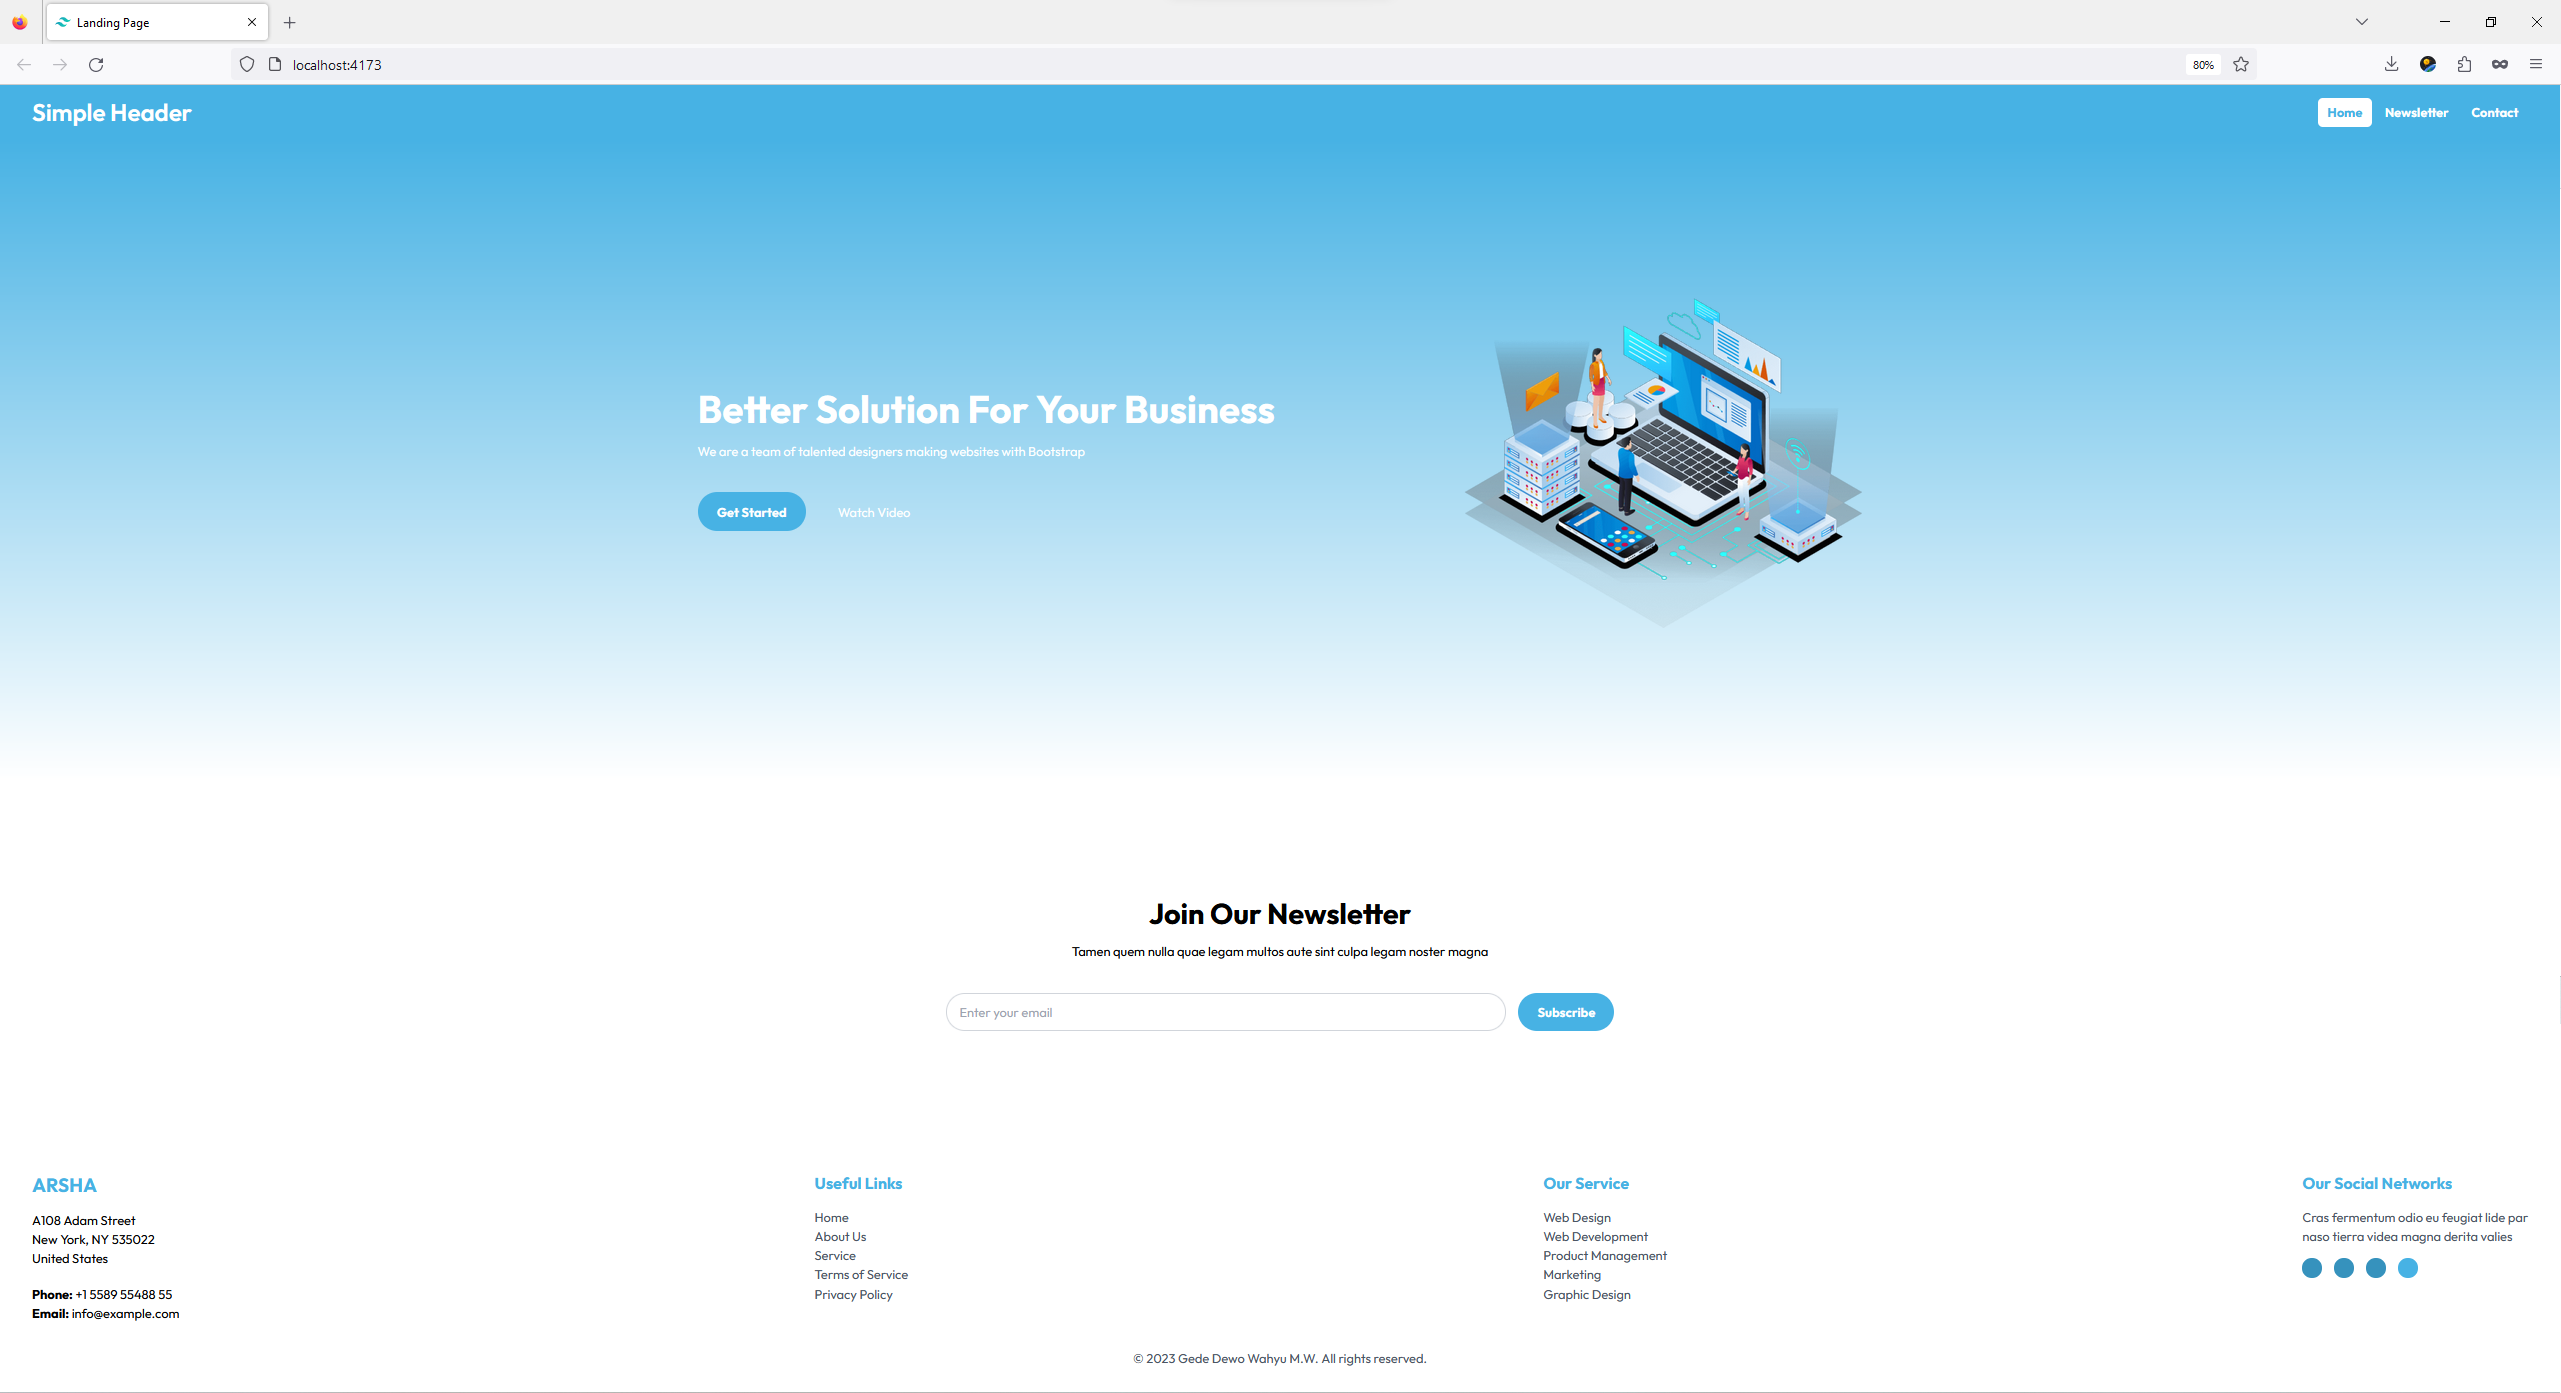 Landing Page
localhost:4173
80%
Simple Header
Home
Newsletter
Contact
Better Solution For Your Business
We are a team of talented designers making websites with Bootstrap
Get Started
Watch Video
Join Our Newsletter
Tamen quem nulla quae legam multos aute sint culpa legam noster magna
Enter your email
Subscribe
ARSHA
A108 Adam Street
New York, NY 535022
United States
Phone: +1 5589 55488 55
Email: info@example.com
Useful Links
Home
About Us
Service
Terms of Service
Privacy Policy
Our Service
Web Design
Web Development
Product Management
Marketing
Graphic Design
Our Social Networks
Cras fermentum odio eu feugiat lide par
naso tierra videa magna derita valies
© 2023 Gede Dewo Wahyu M.W. All rights reserved.